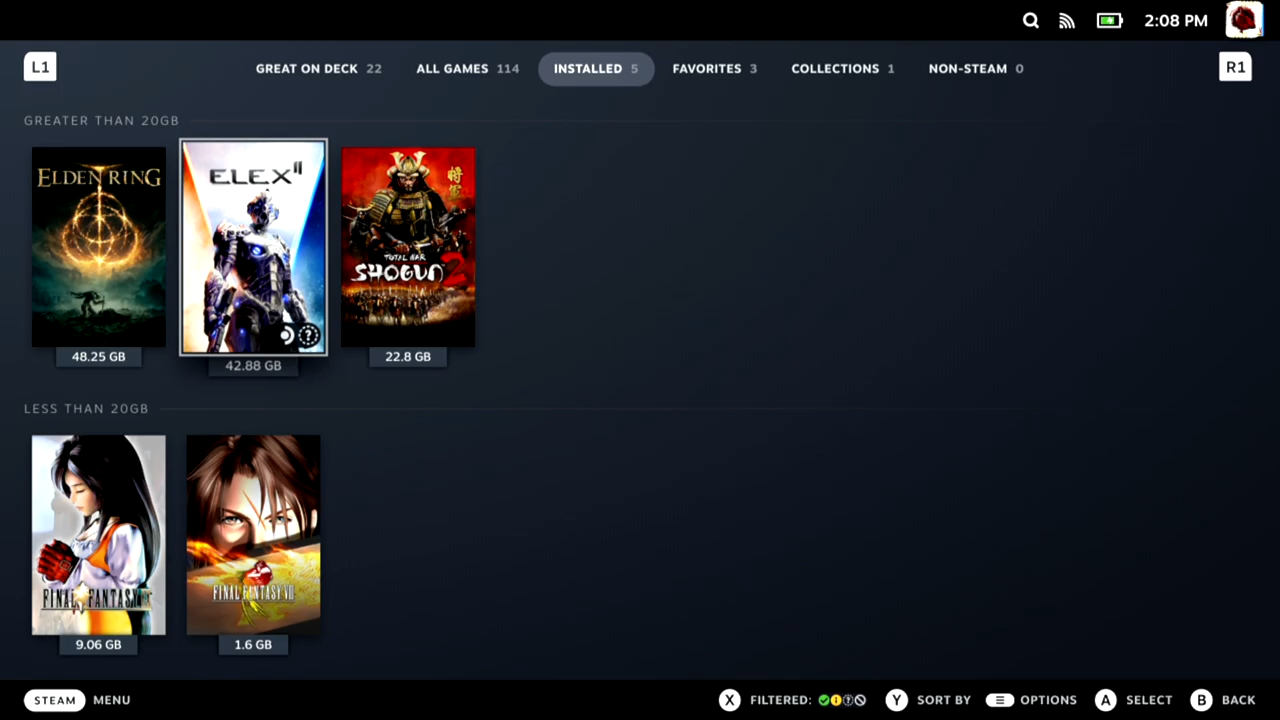 2:08 PM
L1
GREAT ON DECK 22
ALL GAMES 114
INSTALLED 5
FAVORITES 3
COLLECTIONS 1
NON-STEAM 0
R1
GREATER THAN 20GB
ELDEN RING
ELEX II
将
軍
TOTAL WAR
SHOGUN 2
?
48.25 GB
42.88 GB
22.8 GB
LESS THAN 20GB
FINAL FANTASY
FINAL FANTASY VIII
9.06 GB
1.6 GB
STEAM MENU
X FILTERED:
Y SORT BY
OPTIONS
A SELECT
B BACK